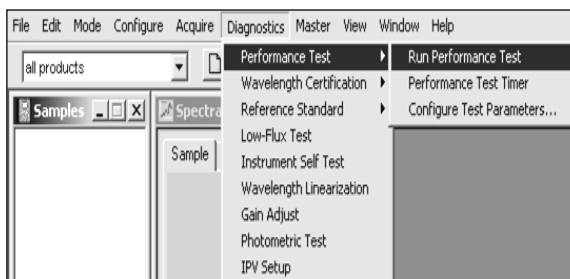 File Edit Mode Configure Acquire Diagnostics Master View Window Help
all products
Performance Test
Run Performance Test
Wavelength Certification
Performance Test Timer
Reference Standard
Configure Test Parameters...
Samples
Spectra
Low-Flux Test
Sample
Instrument Self Test
Wavelength Linearization
Gain Adjust
Photometric Test
IPV Setup